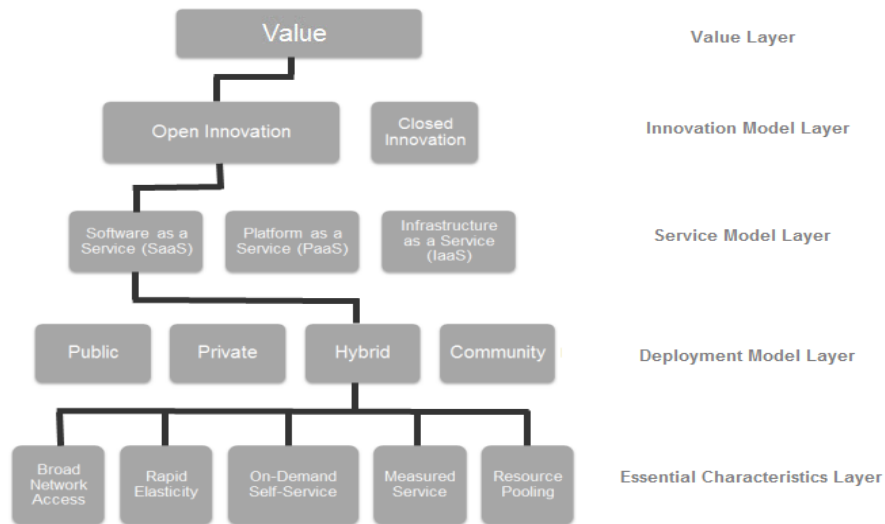 Value
Value Layer
Open Innovation
Closed
Innovation
Innovation Model Layer
Software as a
Service (SaaS)
Platform as a
Service (PaaS)
Infrastructure
as a Service
(IaaS)
Service Model Layer
Public
Private
Hybrid
Community
Deployment Model Layer
Broad
Network
Access
Rapid
Elasticity
On-Demand
Self-Service
Measured
Service
Resource
Pooling
Essential Characteristics Layer